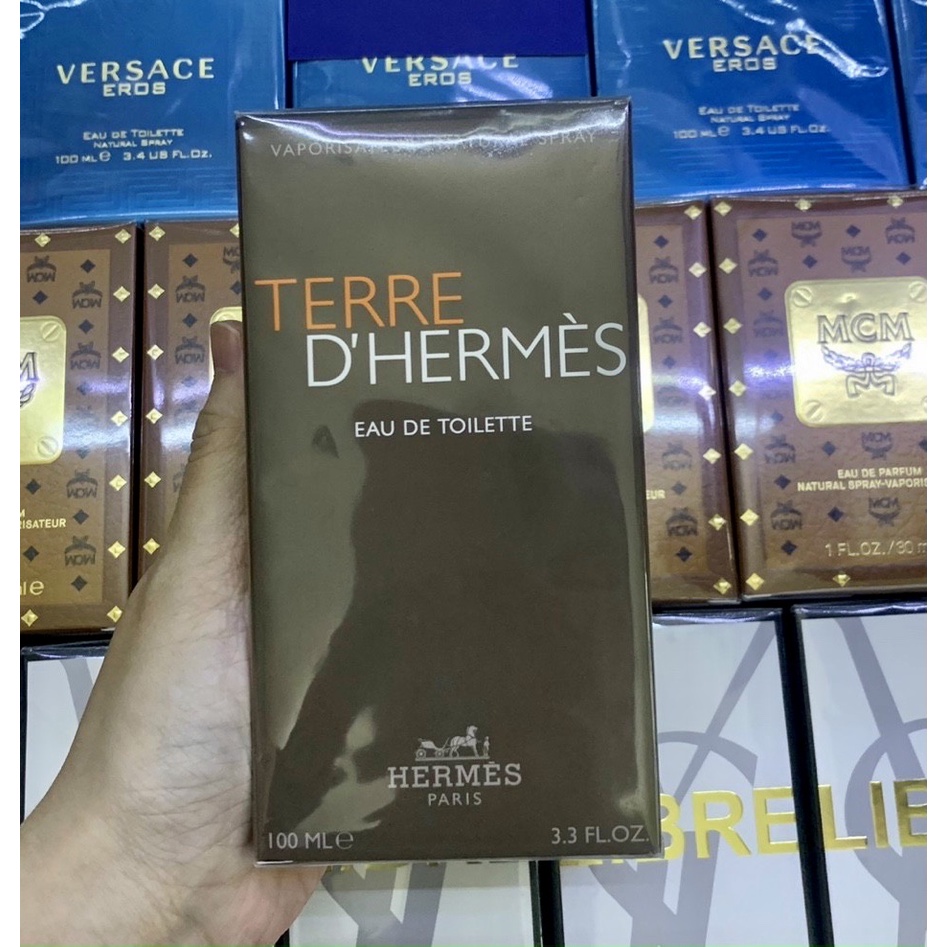 VERSACE
EROS
EAU DE TOILETTE
NATURAL SPRAY
100 ML e 3.4 US FL.OZ.
VERSACE
EROS
VERSACE
EROS
EAU DE TOILETTE
NATURAL SPRAY
100 ML e 3.4 US FL.OZ.
NATURAL SPRAY
TERRE
D'HERMÈS
EAU DE TOILETTE
HERMÈS
PARIS
100 ML e
3.3 FL.OZ.
MCM
EAU DE PARFUM
NATURAL SPRAY-VAPORIS
1 FL.OZ./30 m